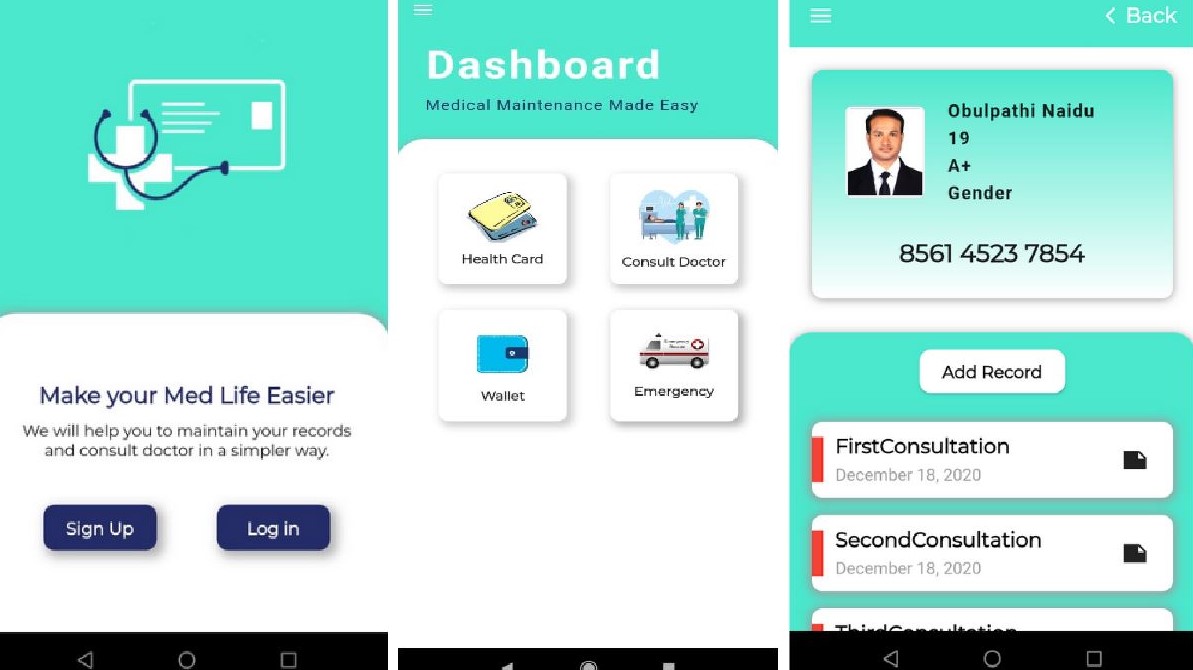 Make your Med Life Easier
We will help you to maintain your records
and consult doctor in a simpler way.
Sign Up
Log in
Dashboard
Medical Maintenance Made Easy
Health Card
Consult Doctor
Wallet
Emergency
Back
Obulpathi Naidu
19
A+
Gender
8561 4523 7854
Add Record
FirstConsultation
December 18, 2020
SecondConsultation
December 18, 2020
ThirdConsultation